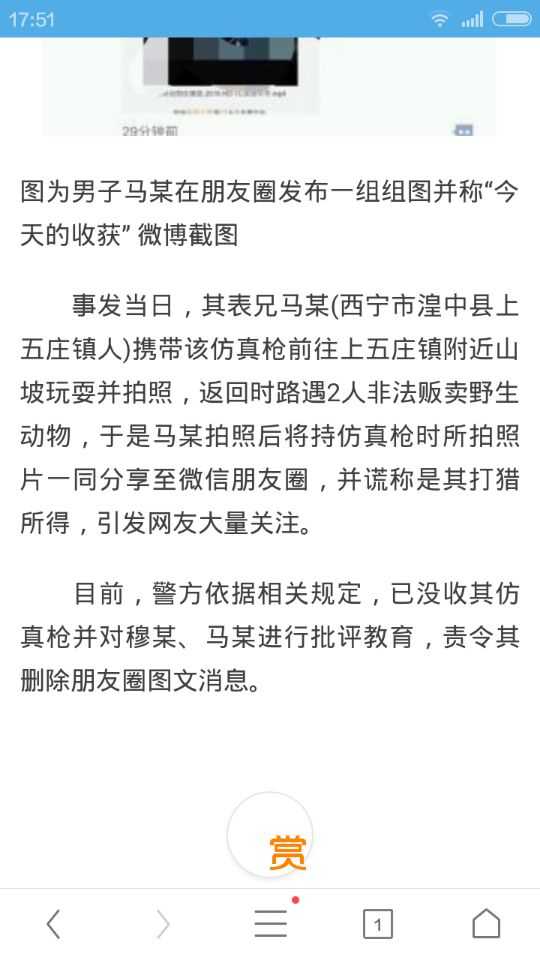 17:51
29分钟前
图为男子马某在朋友圈发布一组组图并称“今
天的收获” 微博截图
事发当日，其表兄马某(西宁市湟中县上
五庄镇人)携带该仿真枪前往上五庄镇附近山
坡玩耍并拍照，返回时路遇2人非法贩卖野生
动物，于是马某拍照后将持仿真枪时所拍照
片一同分享至微信朋友圈，并谎称是其打猎
所得，引发网友大量关注。
目前，警方依据相关规定，已没收其仿
真枪并对穆某、马某进行批评教育，责令其
删除朋友圈图文消息。
赏
1